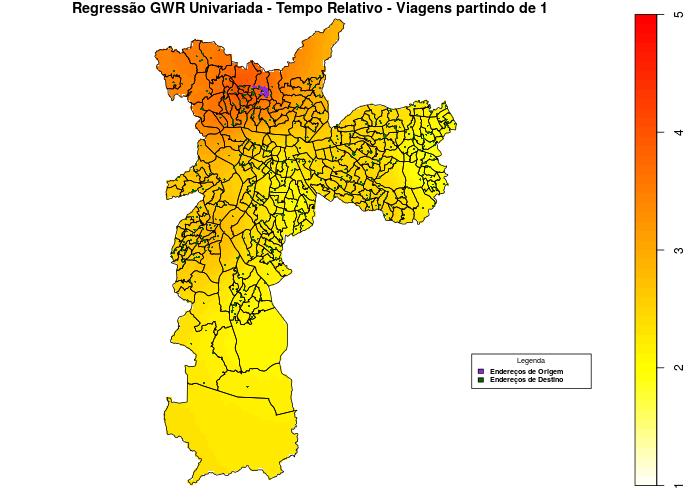 Regressão GWR Univariada - Tempo Relativo - Viagens partindo de 1
5
4
3
2
1
Legenda
Endereços de Origem
Endereços de Destino